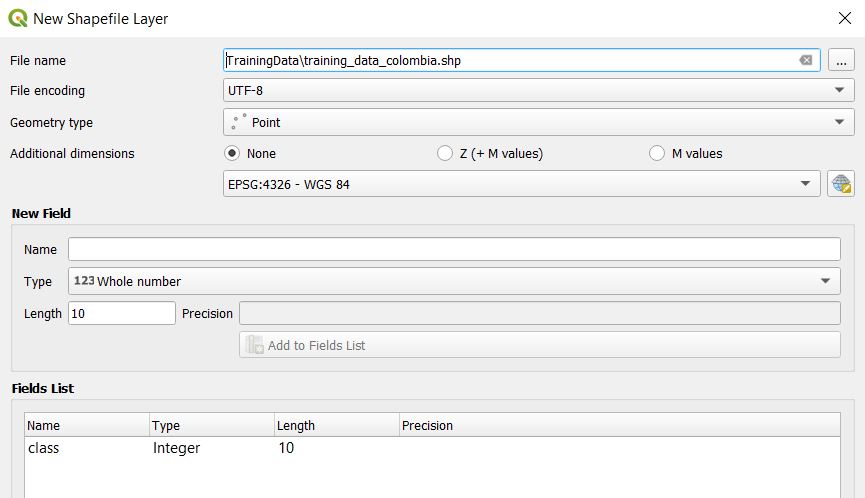 New Shapefile Layer
File name TrainingData\training_data_colombia.shp ...
File encoding UTF-8
Geometry type Point
Additional dimensions None Z (+ M values) M values
EPSG:4326 - WGS 84
New Field
Name
Type 123 Whole number
Length 10 Precision
Add to Fields List
Fields List
Name Type Length Precision
class Integer 10